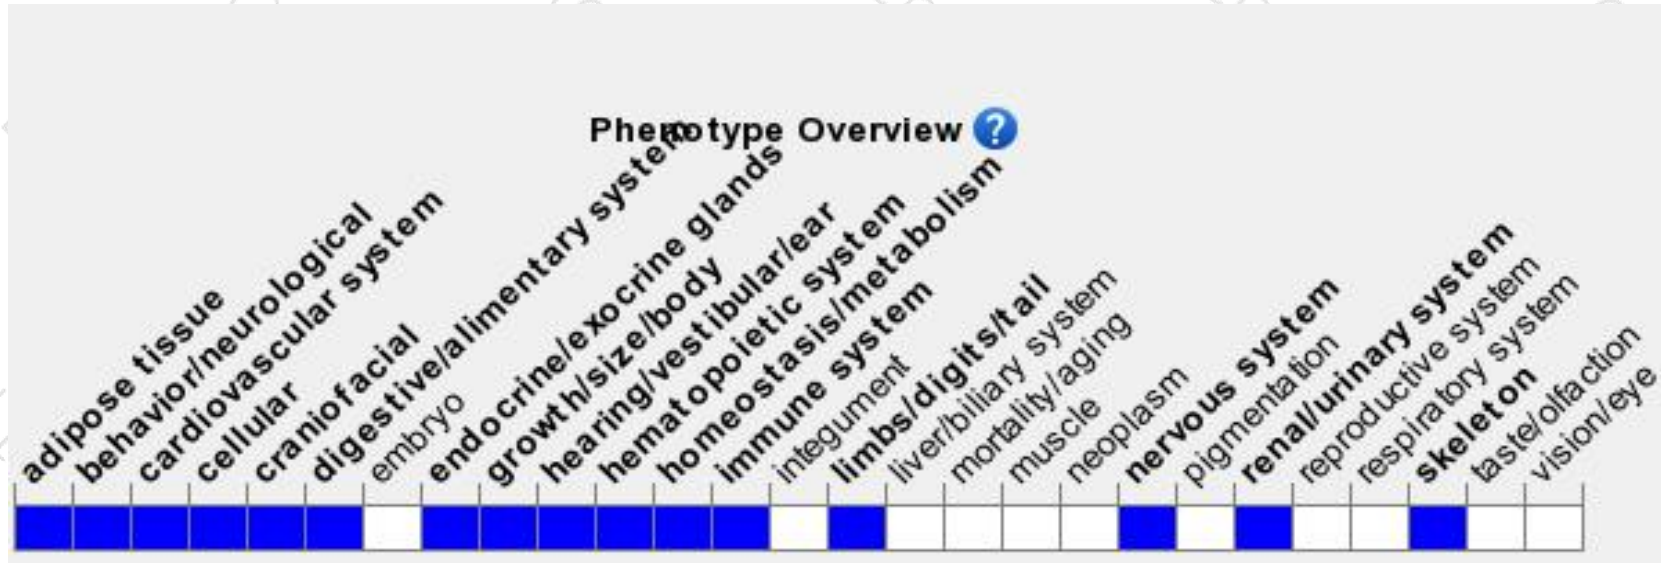 Phenotype Overview ?
adipose tissue
behavior/neurological
cardiovascular system
cellular
craniofacial
digestive/alimentary system
embryo
endocrine/exocrine glands
growth/size/body
hearing/vestibular/ear
hematopoietic system
homeostasis/metabolism
immune system
integument
limbs/digits/tail
liver/biliary system
mortality/aging
muscle
neoplasm
nervous system
pigmentation
renal/urinary system
reproductive system
respiratory system
skeleton
taste/olfaction
vision/eye